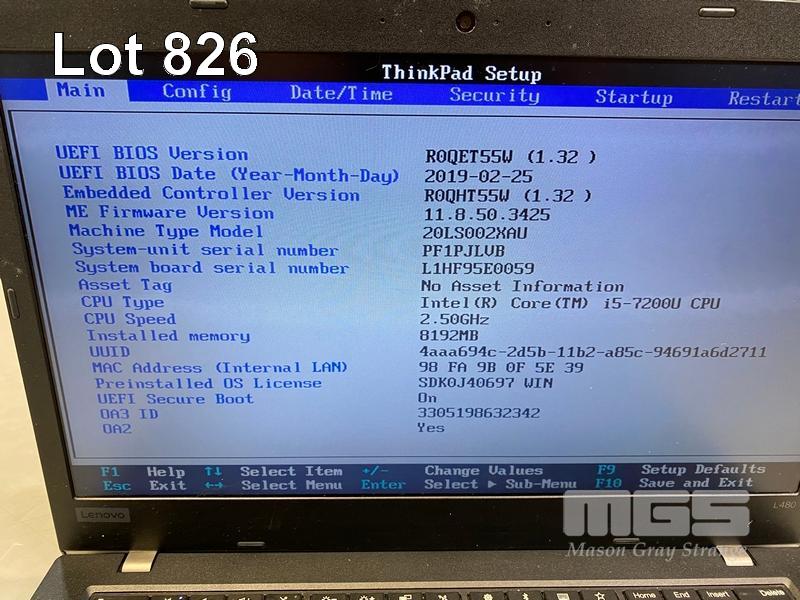 Lot 826
ThinkPad Setup
Main Config Date/Time Security Startup Restart
UEFI BIOS Version R0QET55W (1.32 )
UEFI BIOS Date (Year-Month-Day) 2019-02-25
Embedded Controller Version R0QHT55W (1.32 )
ME Firmware Version 11.8.50.3425
Machine Type Model 20LS002XAU
System-unit serial number PF1PJLVB
System board serial number L1HF95E0059
Asset Tag No Asset Information
CPU Type Intel(R) Core(TM) i5-7200U CPU
CPU Speed 2.50GHz
Installed memory 8192MB
UUID 4aaa694c-2d5b-11b2-a85c-94691a6d2711
MAC Address (Internal LAN) 98 FA 9B 0F 5E 39
Preinstalled OS License SDK0J40697 WIN
UEFI Secure Boot On
OA3 ID 3305198632342
OA2 Yes
F1 Help ↑↓ Select Item +/- Change Values F9 Setup Defaults
Esc Exit ←→ Select Menu Enter Select ▶ Sub-Menu F10 Save and Exit
Lenovo
L480
MGS
Mason Gray Strange
Home End Insert Delete